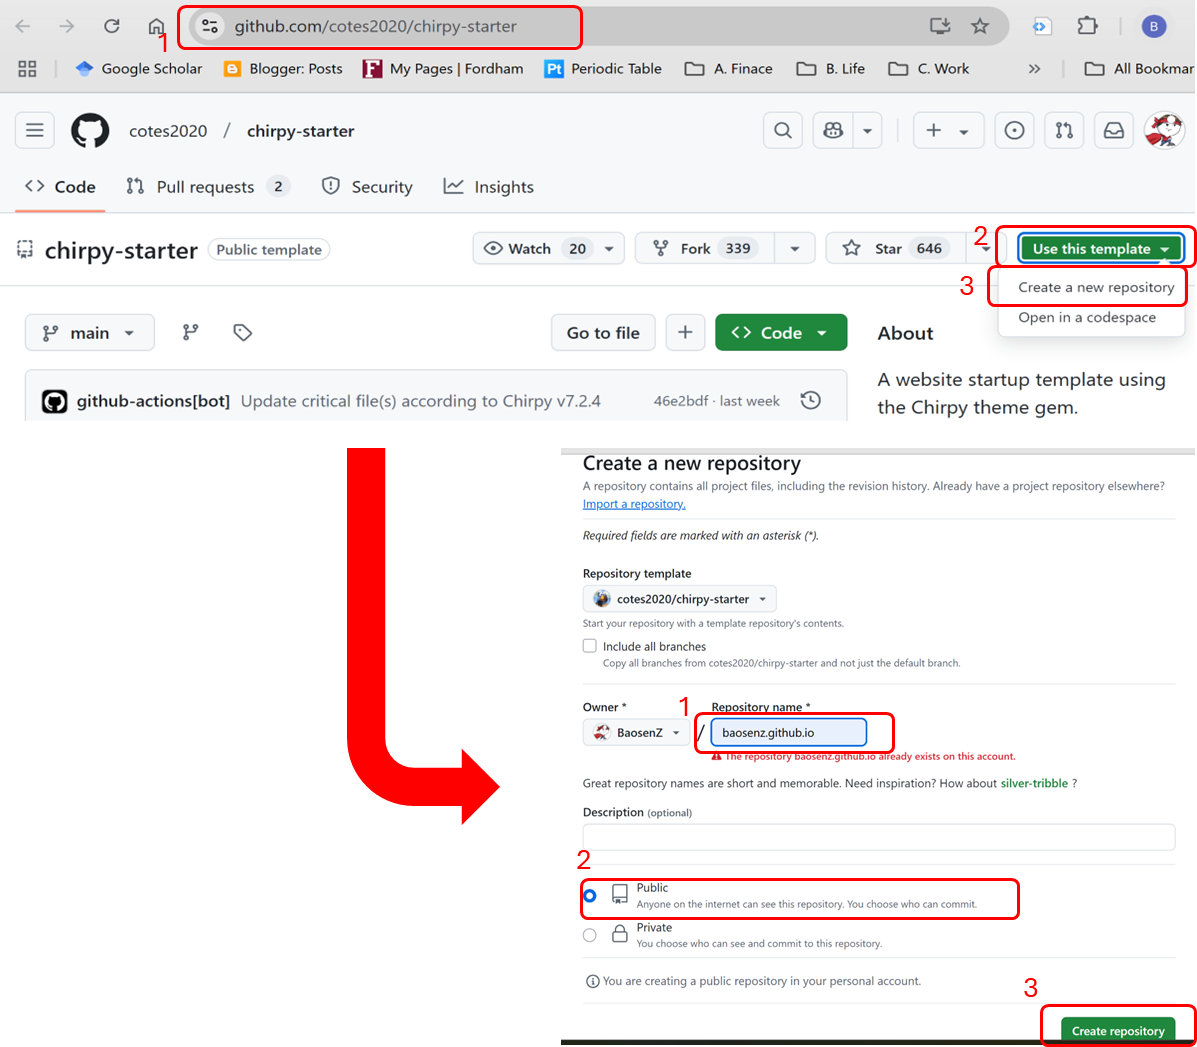 1
github.com/cotes2020/chirpy-starter
B
Google Scholar
Blogger: Posts
My Pages | Fordham
Pt
Periodic Table
A. Finace
B. Life
C. Work
»
All Bookmar
cotes2020 / chirpy-starter
Code
Pull requests 2
Security
Insights
chirpy-starter Public template
Watch 20
Fork 339
Star 646
2
Use this template
3
Create a new repository
Open in a codespace
main
Go to file
+
<> Code
About
A website startup template using
the Chirpy theme gem.
github-actions[bot] Update critical file(s) according to Chirpy v7.2.4
46e2bdf · last week
Create a new repository
A repository contains all project files, including the revision history. Already have a project repository elsewhere?
Import a repository.
Required fields are marked with an asterisk (*).
Repository template
cotes2020/chirpy-starter
Start your repository with a template repository's contents.
Include all branches
Copy all branches from cotes2020/chirpy-starter and not just the default branch.
Owner *
1
Repository name *
BaosenZ
/
baosenz.github.io
The repository baosenz.github.io already exists on this account.
Great repository names are short and memorable. Need inspiration? How about silver-tribble ?
Description (optional)
2
Public
Anyone on the internet can see this repository. You choose who can commit.
Private
You choose who can see and commit to this repository.
You are creating a public repository in your personal account.
3
Create repository